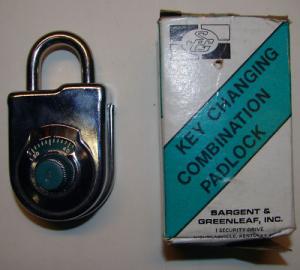 KEY CHANGING
COMBINATION
PADLOCK
SARGENT &
GREENLEAF, INC.
1 SECURITY DRIVE